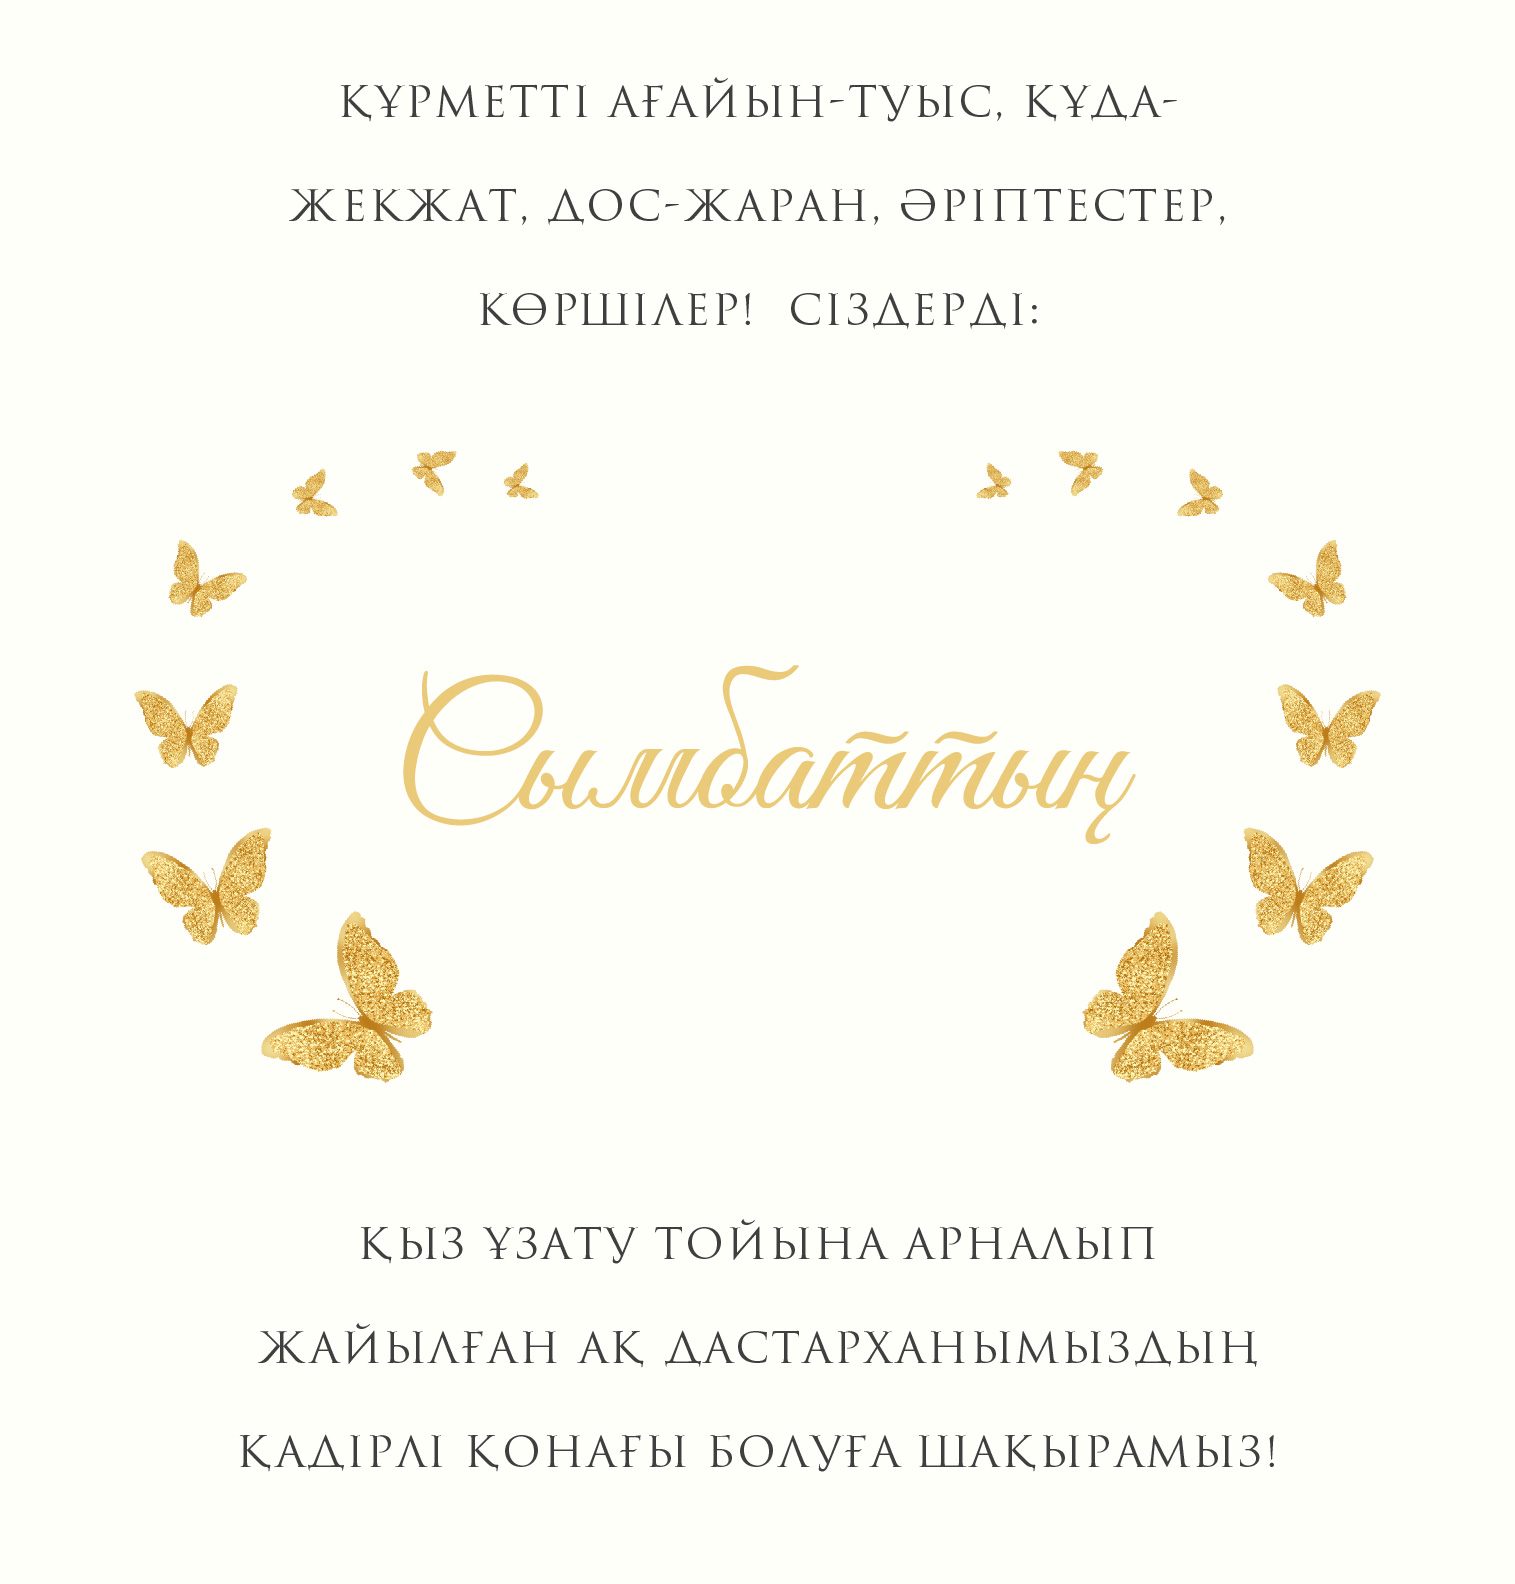 ҚҰРМЕТТІ АҒАЙЫН-ТУЫС, ҚҰДА-
ЖЕКЖАТ, ДОС-ЖАРАН, ӘРІПТЕСТЕР,
КӨРШІЛЕР! СІЗДЕРДІ:
Сымбаттың
ҚЫЗ ҰЗАТУ ТОЙЫНА АРНАЛЫП
ЖАЙЫЛҒАН АҚ ДАСТАРХАНЫМЫЗДЫҢ
ҚАДІРЛІ ҚОНАҒЫ БОЛУҒА ШАҚЫРАМЫЗ!